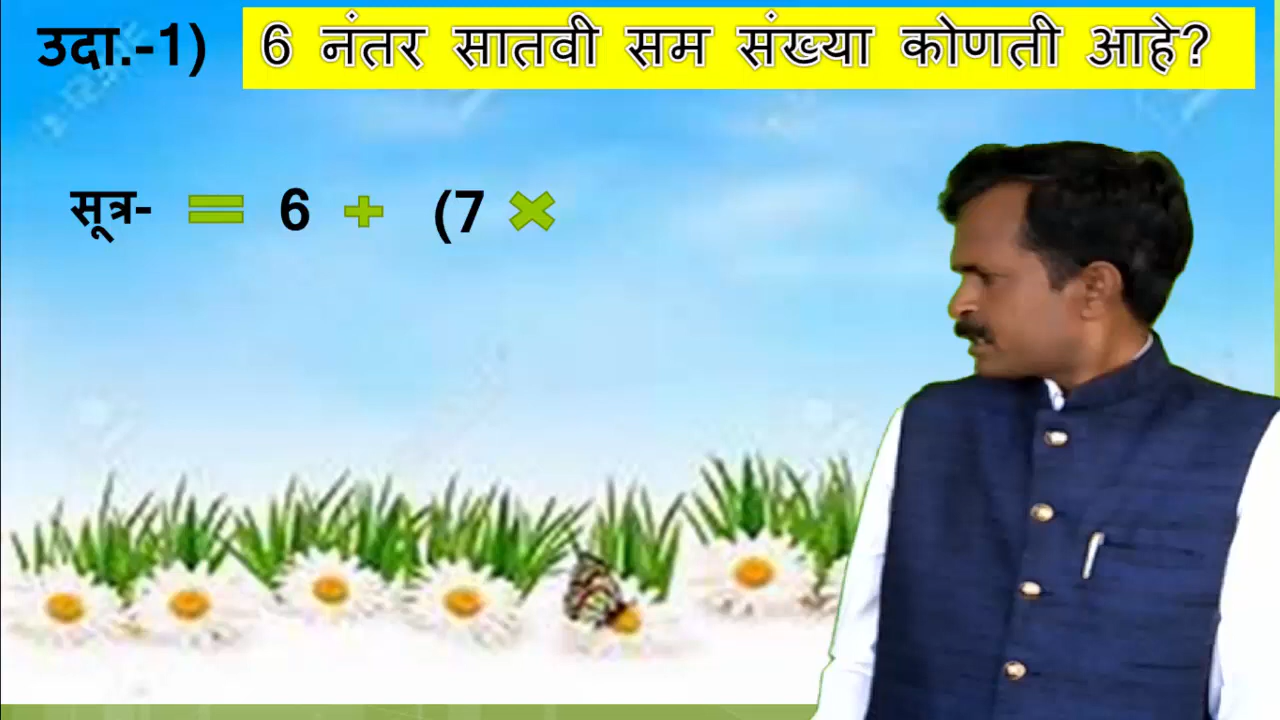 उदा.-1) 6 नंतर सातवी सम संख्या कोणती आहे?
सूत्र- = 6 + (7 ×